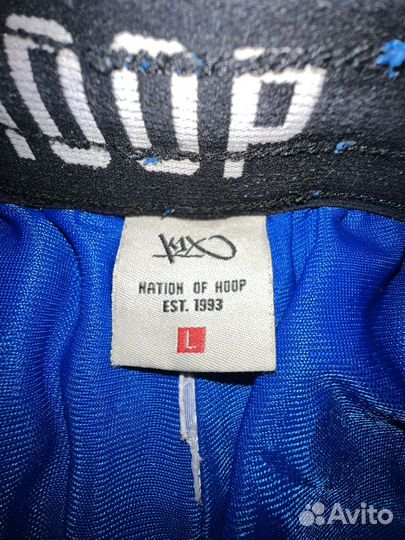 HOOP
K1X
NATION OF HOOP
EST. 1993
L
Avito